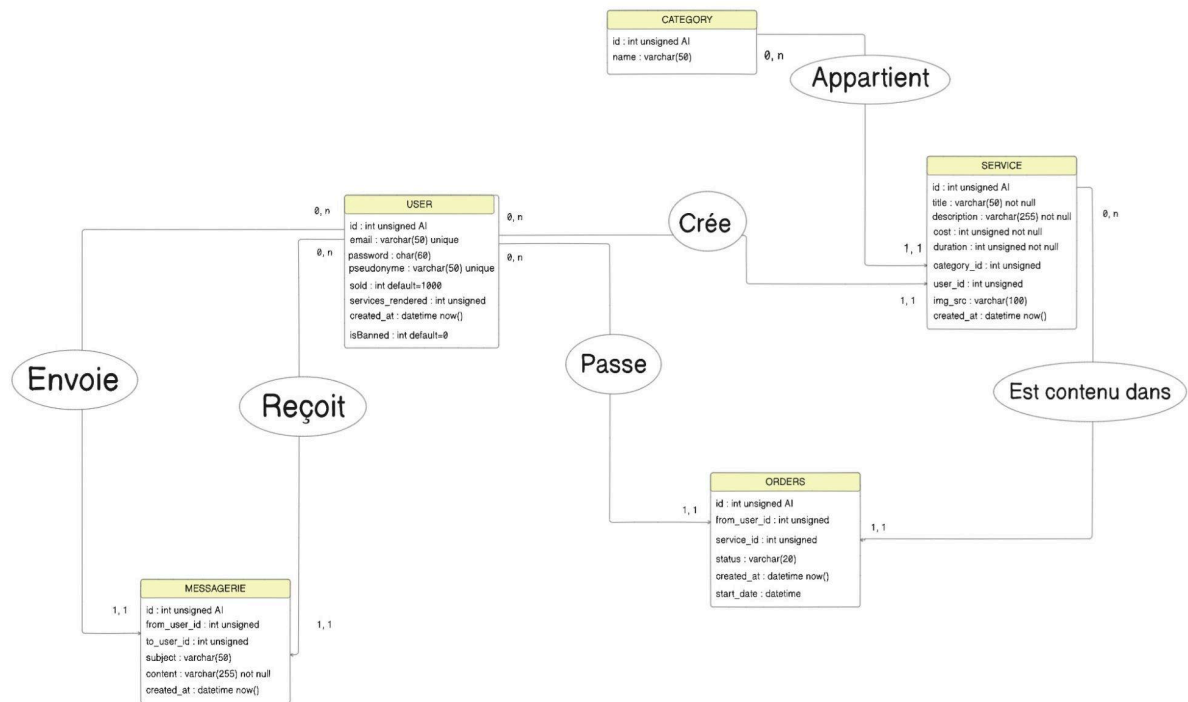 CATEGORY
id : int unsigned AI
name : varchar(50)
0, n
Appartient
SERVICE
id : int unsigned AI
title : varchar(50) not null
description : varchar(255) not null
cost : int unsigned not null
duration : int unsigned not null
category_id : int unsigned
user_id : int unsigned
img_src : varchar(100)
created_at : datetime now()
0, n
1, 1
1, 1
USER
id : int unsigned AI
email : varchar(50) unique
password : char(60)
pseudonyme : varchar(50) unique
sold : int default=1000
services_rendered : int unsigned
created_at : datetime now()
isBanned : int default=0
0, n
0, n
0, n
0, n
Crée
Envoie
Reçoit
Passe
Est contenu dans
ORDERS
id : int unsigned AI
from_user_id : int unsigned
service_id : int unsigned
status : varchar(20)
created_at : datetime now()
start_date : datetime
1, 1
1, 1
MESSAGERIE
id : int unsigned AI
from_user_id : int unsigned
to_user_id : int unsigned
subject : varchar(50)
content : varchar(255) not null
created_at : datetime now()
1, 1
1, 1